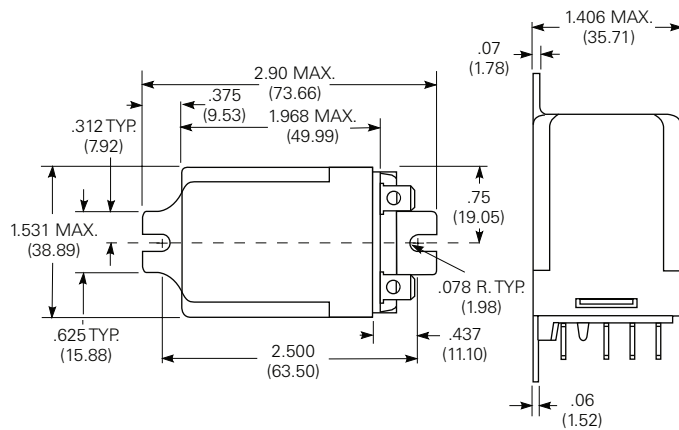 1.406 MAX.
(35.71)
.07
(1.78)
2.90 MAX.
(73.66)
.375
(9.53)
1.968 MAX.
(49.99)
.312 TYP.
(7.92)
.75
(19.05)
1.531 MAX.
(38.89)
.078 R. TYP.
(1.98)
.625 TYP.
(15.88)
2.500
(63.50)
.437
(11.10)
.06
(1.52)